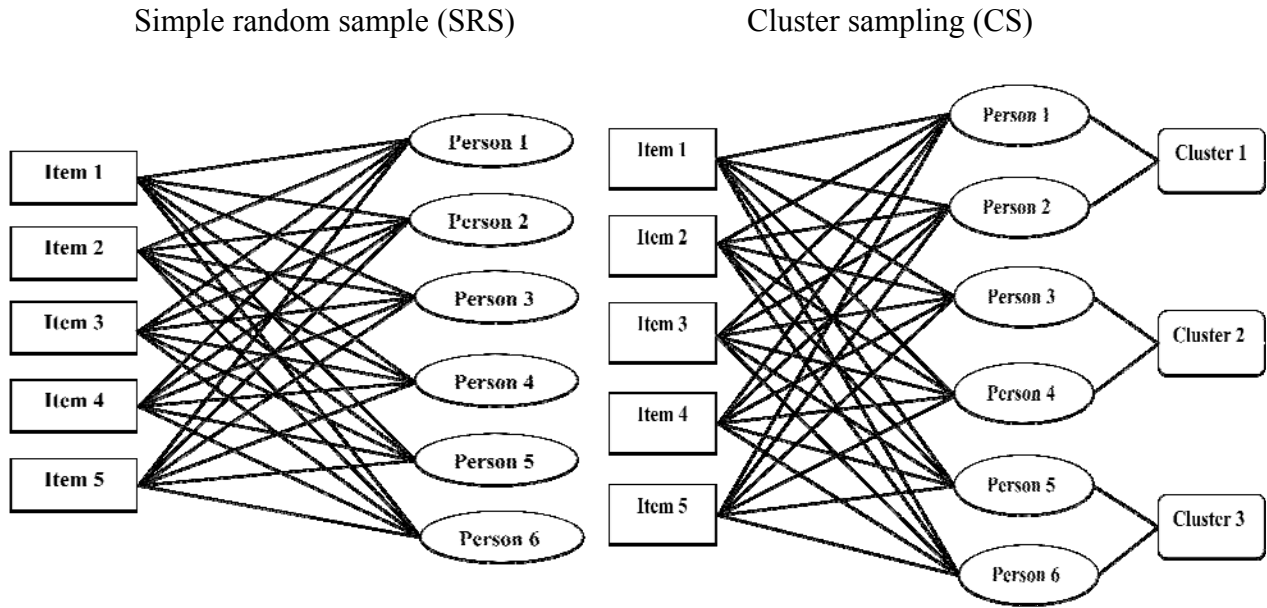 Simple random sample (SRS)
Cluster sampling (CS)
Item 1
Item 2
Item 3
Item 4
Item 5
Person 1
Person 2
Person 3
Person 4
Person 5
Person 6
Item 1
Item 2
Item 3
Item 4
Item 5
Person 1
Person 2
Person 3
Person 4
Person 5
Person 6
Cluster 1
Cluster 2
Cluster 3